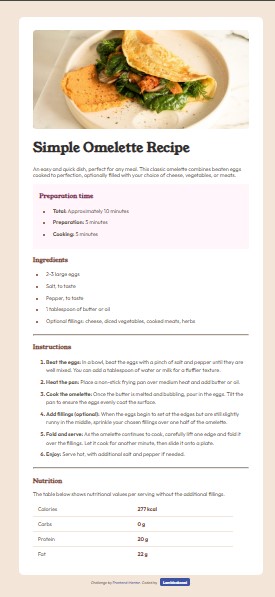 Simple Omelette Recipe
An easy and quick dish, perfect for any meal. This classic omelette combines beaten eggs
cooked to perfection, optionally filled with your choice of cheese, vegetables, or meats.
Preparation time
• Total: Approximately 10 minutes
• Preparation: 5 minutes
• Cooking: 5 minutes
Ingredients
• 2-3 large eggs
• Salt, to taste
• Pepper, to taste
• 1 tablespoon of butter or oil
• Optional fillings: cheese, diced vegetables, cooked meats, herbs
Instructions
1. Beat the eggs: In a bowl, beat the eggs with a pinch of salt and pepper until they are
well mixed. You can add a tablespoon of water or milk for a fluffier texture.
2. Heat the pan: Place a non-stick frying pan over medium heat and add butter or oil.
3. Cook the omelette: Once the butter is melted and bubbling, pour in the eggs. Tilt the
pan to ensure the eggs evenly coat the surface.
4. Add fillings (optional): When the eggs begin to set at the edges but are still slightly
runny in the middle, sprinkle your chosen fillings over one half of the omelette.
5. Fold and serve: As the omelette continues to cook, carefully lift one edge and fold it
over the fillings. Let it cook for another minute, then slide it onto a plate.
6. Enjoy: Serve hot, with additional salt and pepper if needed.
Nutrition
The table below shows nutritional values per serving without the additional fillings.
Calories 277 kcal
Carbs 0 g
Protein 20 g
Fat 22 g
Challenge by Frontend Mentor. Coded by